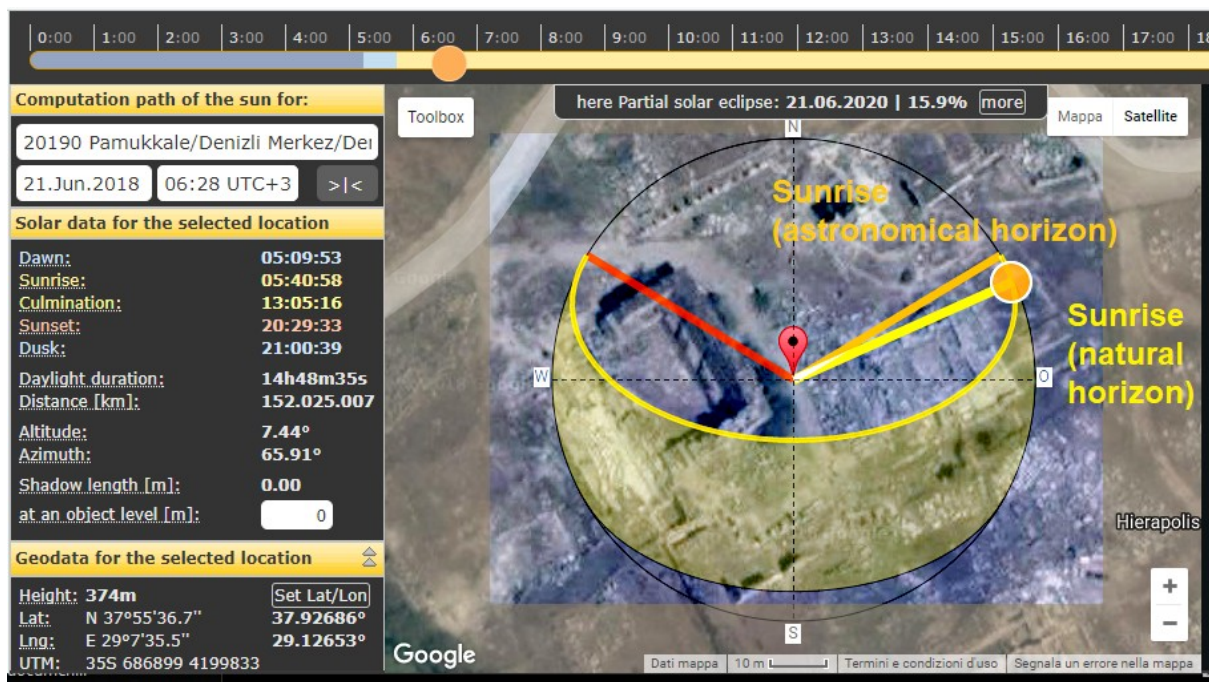 0:00 1:00 2:00 3:00 4:00 5:00 6:00 7:00 8:00 9:00 10:00 11:00 12:00 13:00 14:00 15:00 16:00 17:00 18
Computation path of the sun for:
20190 Pamukkale/Denizli Merkez/Der
21.Jun.2018 06:28 UTC+3 >|<
Solar data for the selected location
Dawn: 05:09:53
Sunrise: 05:40:58
Culmination: 13:05:16
Sunset: 20:29:33
Dusk: 21:00:39
Daylight duration: 14h48m35s
Distance [km]: 152.025.007
Altitude: 7.44°
Azimuth: 65.91°
Shadow length [m]: 0.00
at an object level [m]: 0
Geodata for the selected location
Height: 374m Set Lat/Lon
Lat: N 37°55'36.7'' 37.92686°
Lng: E 29°7'35.5'' 29.12653°
UTM: 35S 686899 4199833
Toolbox
here Partial solar eclipse: 21.06.2020 | 15.9% more
Mappa Satellite
N
Sunrise
(astronomical horizon)
Sunrise
(natural
horizon)
W
O
S
Hierapolis
+
−
Google
Dati mappa 10 m Termini e condizioni d'uso Segnala un errore nella mappa